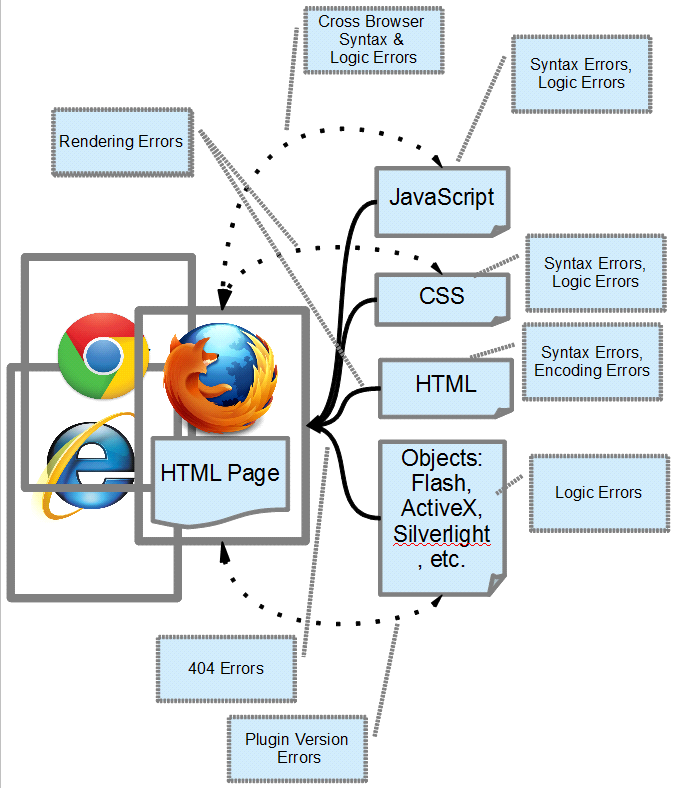 Cross Browser
Syntax &
Logic Errors
Syntax Errors,
Logic Errors
Rendering Errors
JavaScript
Syntax Errors,
Logic Errors
CSS
Syntax Errors,
Encoding Errors
HTML
HTML Page
Objects:
Flash,
ActiveX,
Silverlight
, etc.
Logic Errors
404 Errors
Plugin Version
Errors